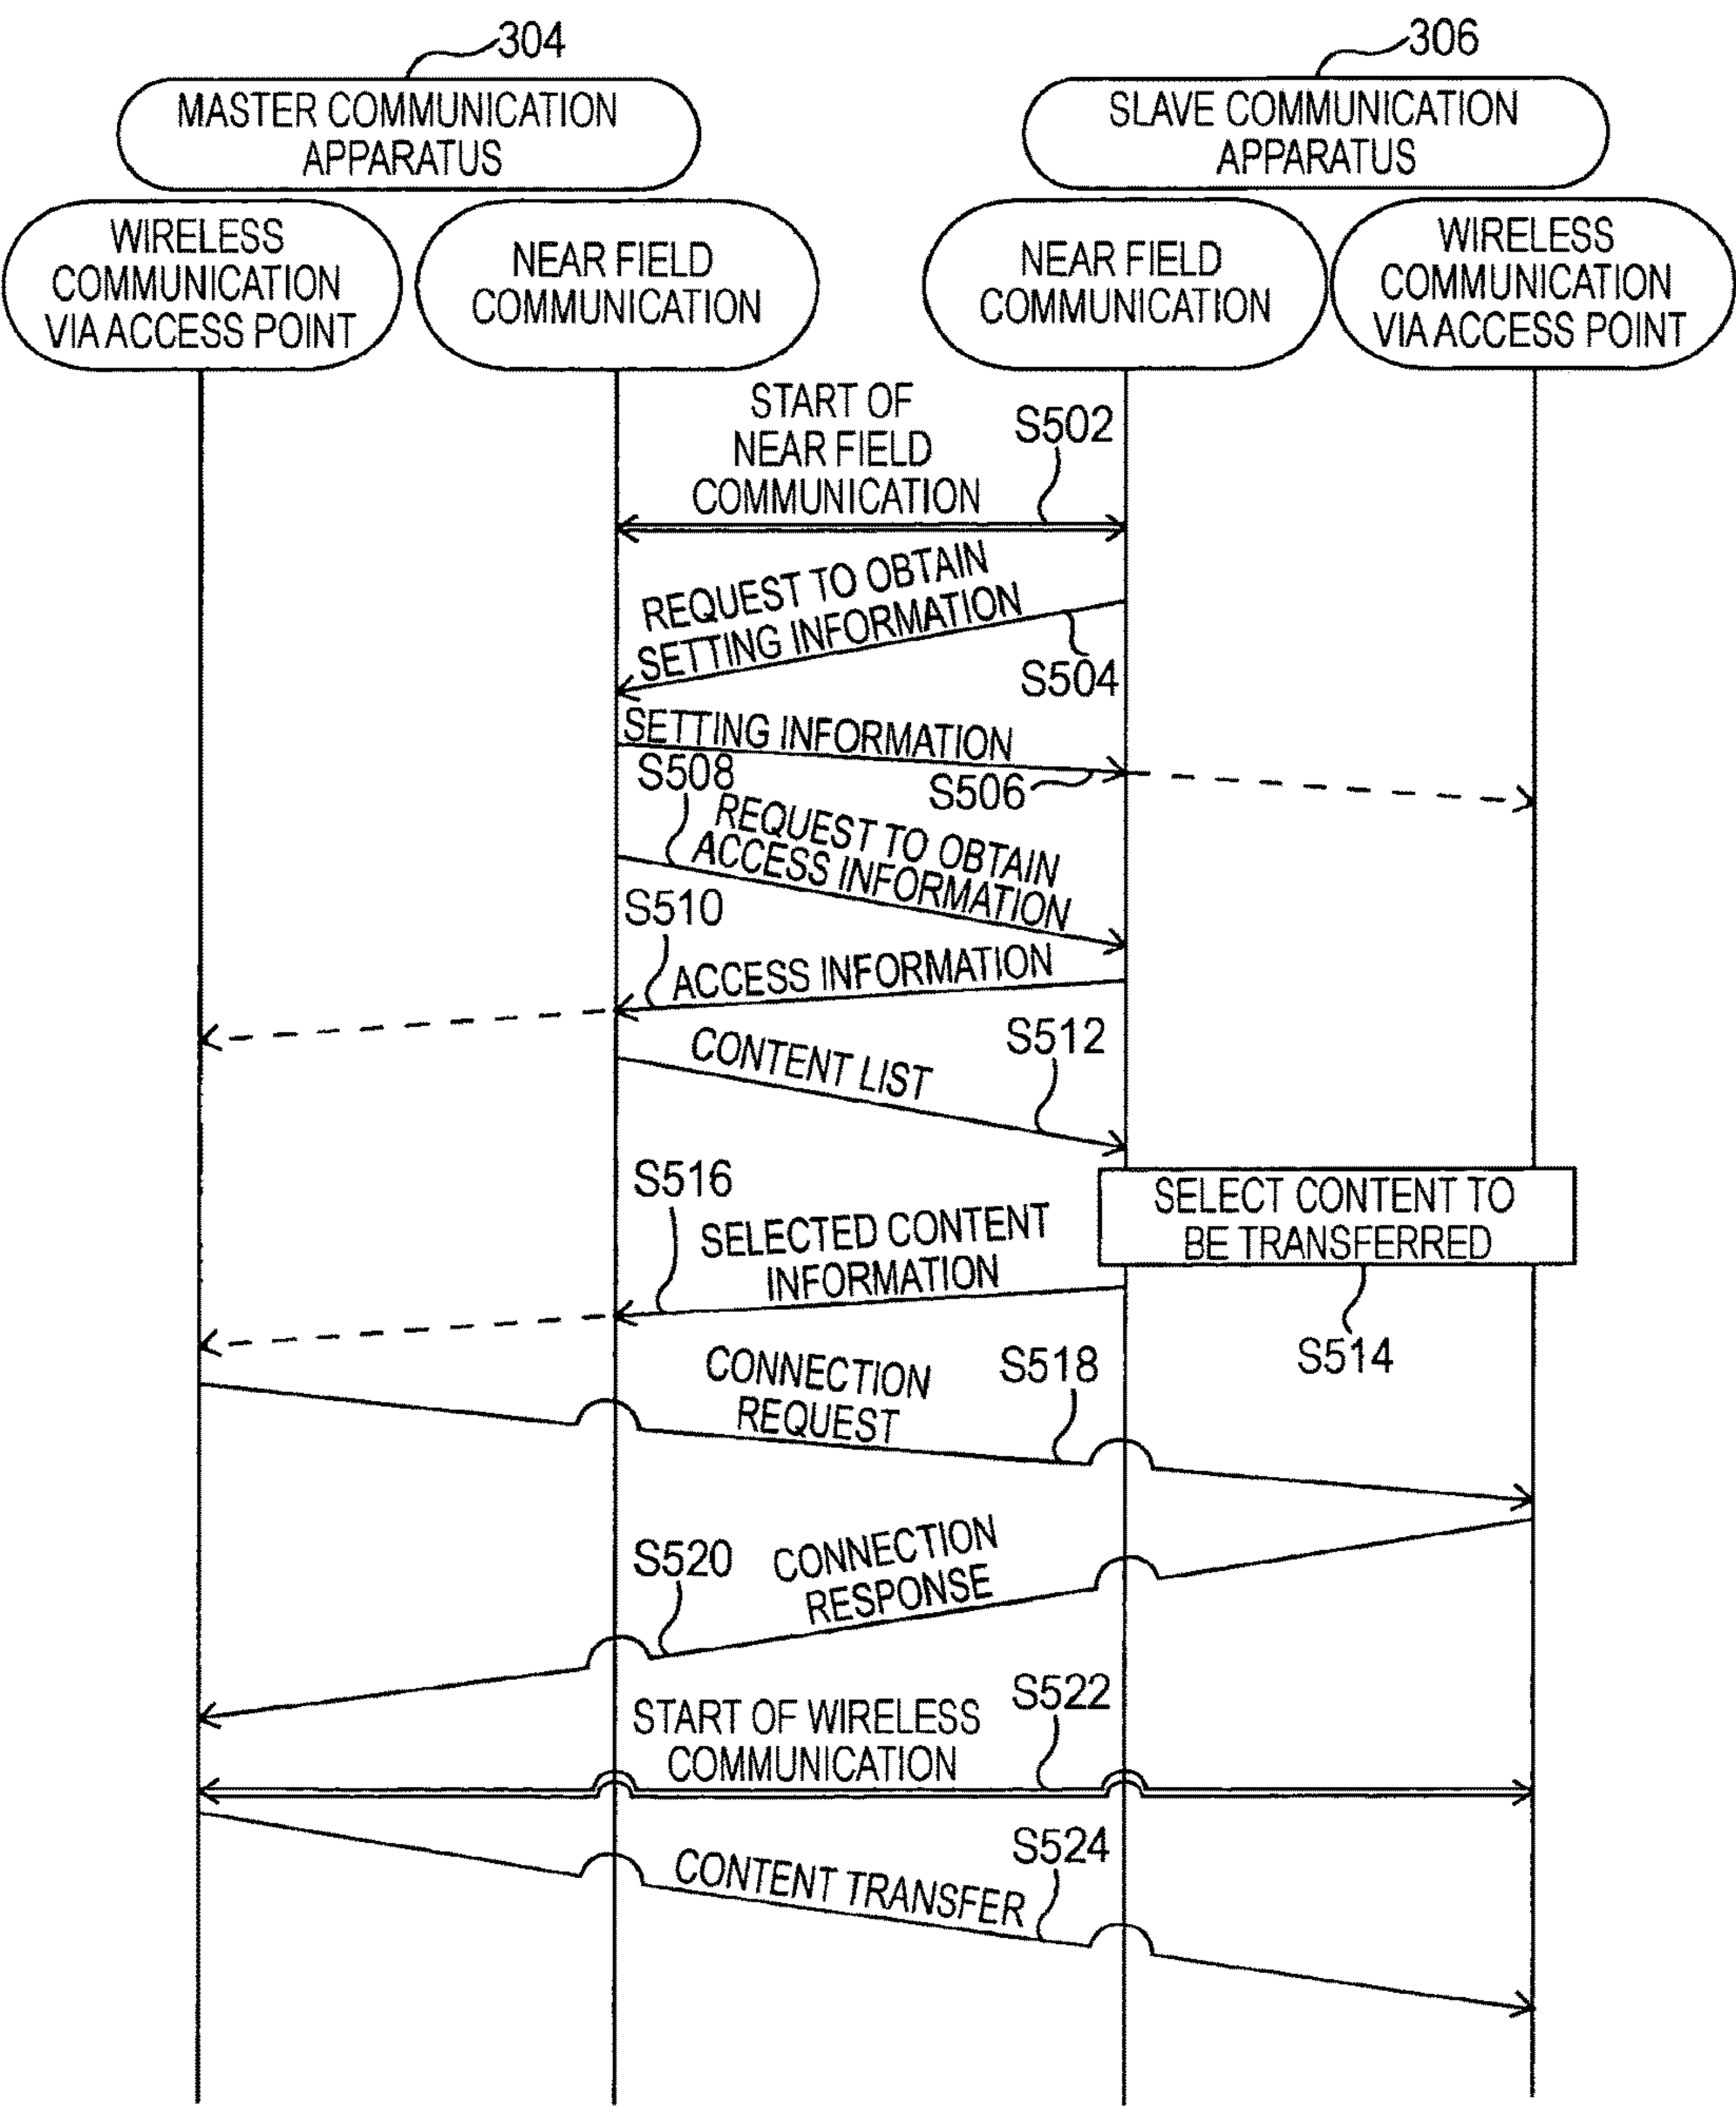 304
306
MASTER COMMUNICATION
APPARATUS
SLAVE COMMUNICATION
APPARATUS
WIRELESS
COMMUNICATION
VIA ACCESS POINT
NEAR FIELD
COMMUNICATION
NEAR FIELD
COMMUNICATION
WIRELESS
COMMUNICATION
VIA ACCESS POINT
START OF
NEAR FIELD
COMMUNICATION
S502
REQUEST TO OBTAIN
SETTING INFORMATION
S504
SETTING INFORMATION
S506
S508
REQUEST TO OBTAIN
ACCESS INFORMATION
S510
ACCESS INFORMATION
CONTENT LIST
S512
SELECT CONTENT TO
BE TRANSFERRED
S514
S516
SELECTED CONTENT
INFORMATION
CONNECTION
REQUEST
S518
S520
CONNECTION
RESPONSE
START OF WIRELESS
COMMUNICATION
S522
CONTENT TRANSFER
S524